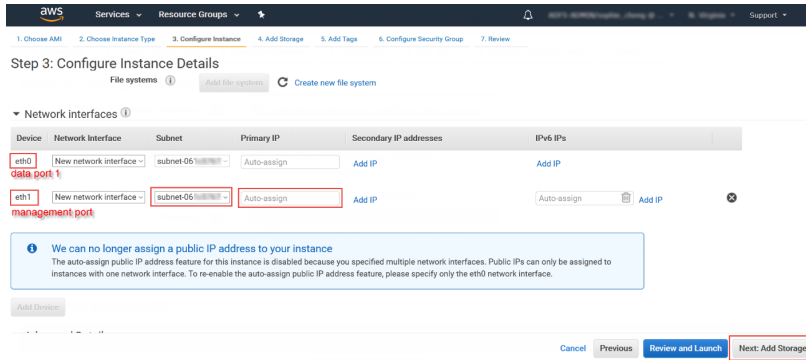 aws Services Resource Groups Support
1. Choose AMI 2. Choose Instance Type 3. Configure Instance 4. Add Storage 5. Add Tags 6. Configure Security Group 7. Review
Step 3: Configure Instance Details
File systems Add file system Create new file system
Network interfaces
Device Network Interface Subnet Primary IP Secondary IP addresses IPv6 IPs
eth0 New network interface subnet-06 Auto-assign Add IP Add IP
data port 1
eth1 New network interface subnet-06 Auto-assign Add IP Auto-assign Add IP
management port
We can no longer assign a public IP address to your instance
The auto-assign public IP address feature for this instance is disabled because you specified multiple network interfaces. Public IPs can only be assigned to
instances with one network interface. To re-enable the auto-assign public IP address feature, please specify only the eth0 network interface.
Add Device
Cancel Previous Review and Launch Next: Add Storage